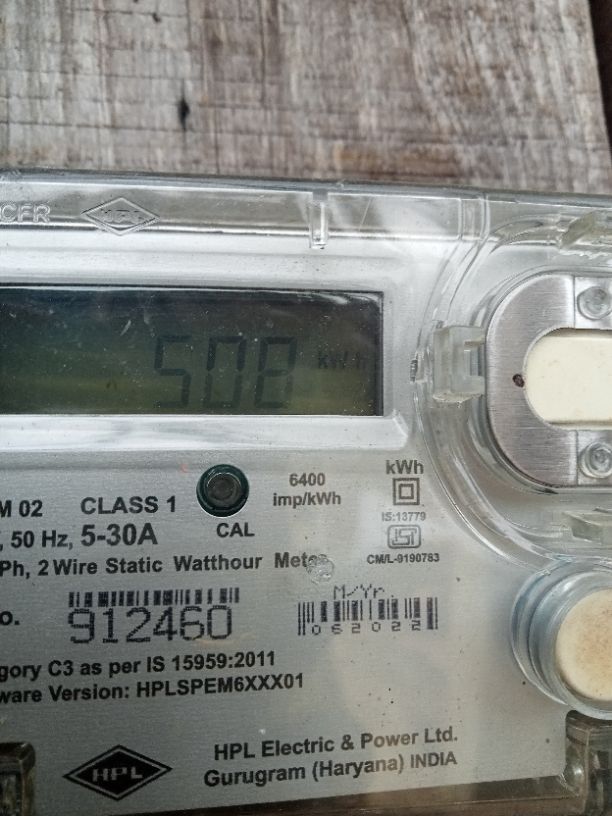 CFR HPL
508 kWh
6400
imp/kWh
kWh
IS:13779
CM/L-9190783
M 02 CLASS 1
, 50 Hz, 5-30A
CAL
Ph, 2 Wire Static Watthour Meter
o.
912460
M/Yr.
062022
egory C3 as per IS 15959:2011
ware Version: HPLSPEM6XXX01
HPL
HPL Electric & Power Ltd.
Gurugram (Haryana) INDIA